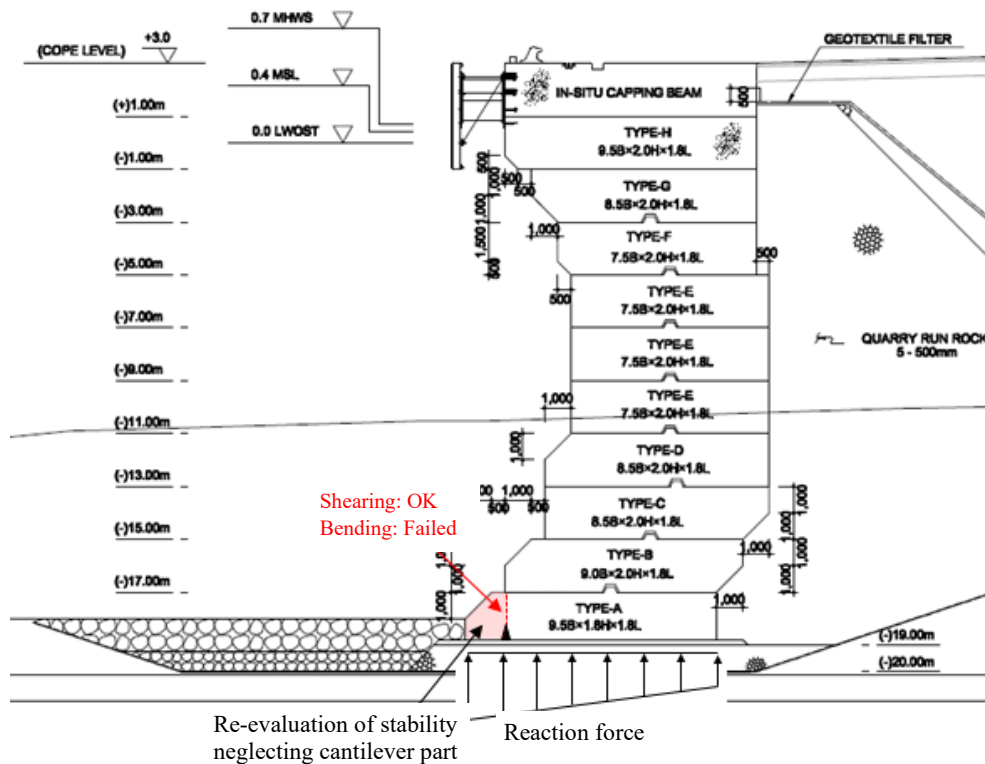 0.7 MHWS
(COPE LEVEL) +3.0
0.4 MSL
(+)1.00m
0.0 LWOST
(-)1.00m
(-)3.00m
(-)5.00m
(-)7.00m
(-)9.00m
(-)11.00m
(-)13.00m
(-)15.00m
(-)17.00m
GEOTEXTILE FILTER
500
IN-SITU CAPPING BEAM
TYPE-H
9.5B×2.0H×1.8L
500
1,000
500
500
1,000
TYPE-G
8.5B×2.0H×1.8L
1,500
500
1,000
TYPE-F
7.5B×2.0H×1.8L
500
500
TYPE-E
7.5B×2.0H×1.8L
TYPE-E
7.5B×2.0H×1.8L
QUARRY RUN ROCK
5 - 500mm
1,000
TYPE-E
7.5B×2.0H×1.8L
1,000
TYPE-D
8.5B×2.0H×1.8L
Shearing: OK
Bending: Failed
500
1,000
500
TYPE-C
8.5B×2.0H×1.8L
1,000
1,000
1,000
1,000
1,000
TYPE-B
9.0B×2.0H×1.8L
1,000
1,000
1,000
TYPE-A
9.5B×1.8H×1.8L
1,000
(-)19.00m
(-)20.00m
Re-evaluation of stability
neglecting cantilever part
Reaction force